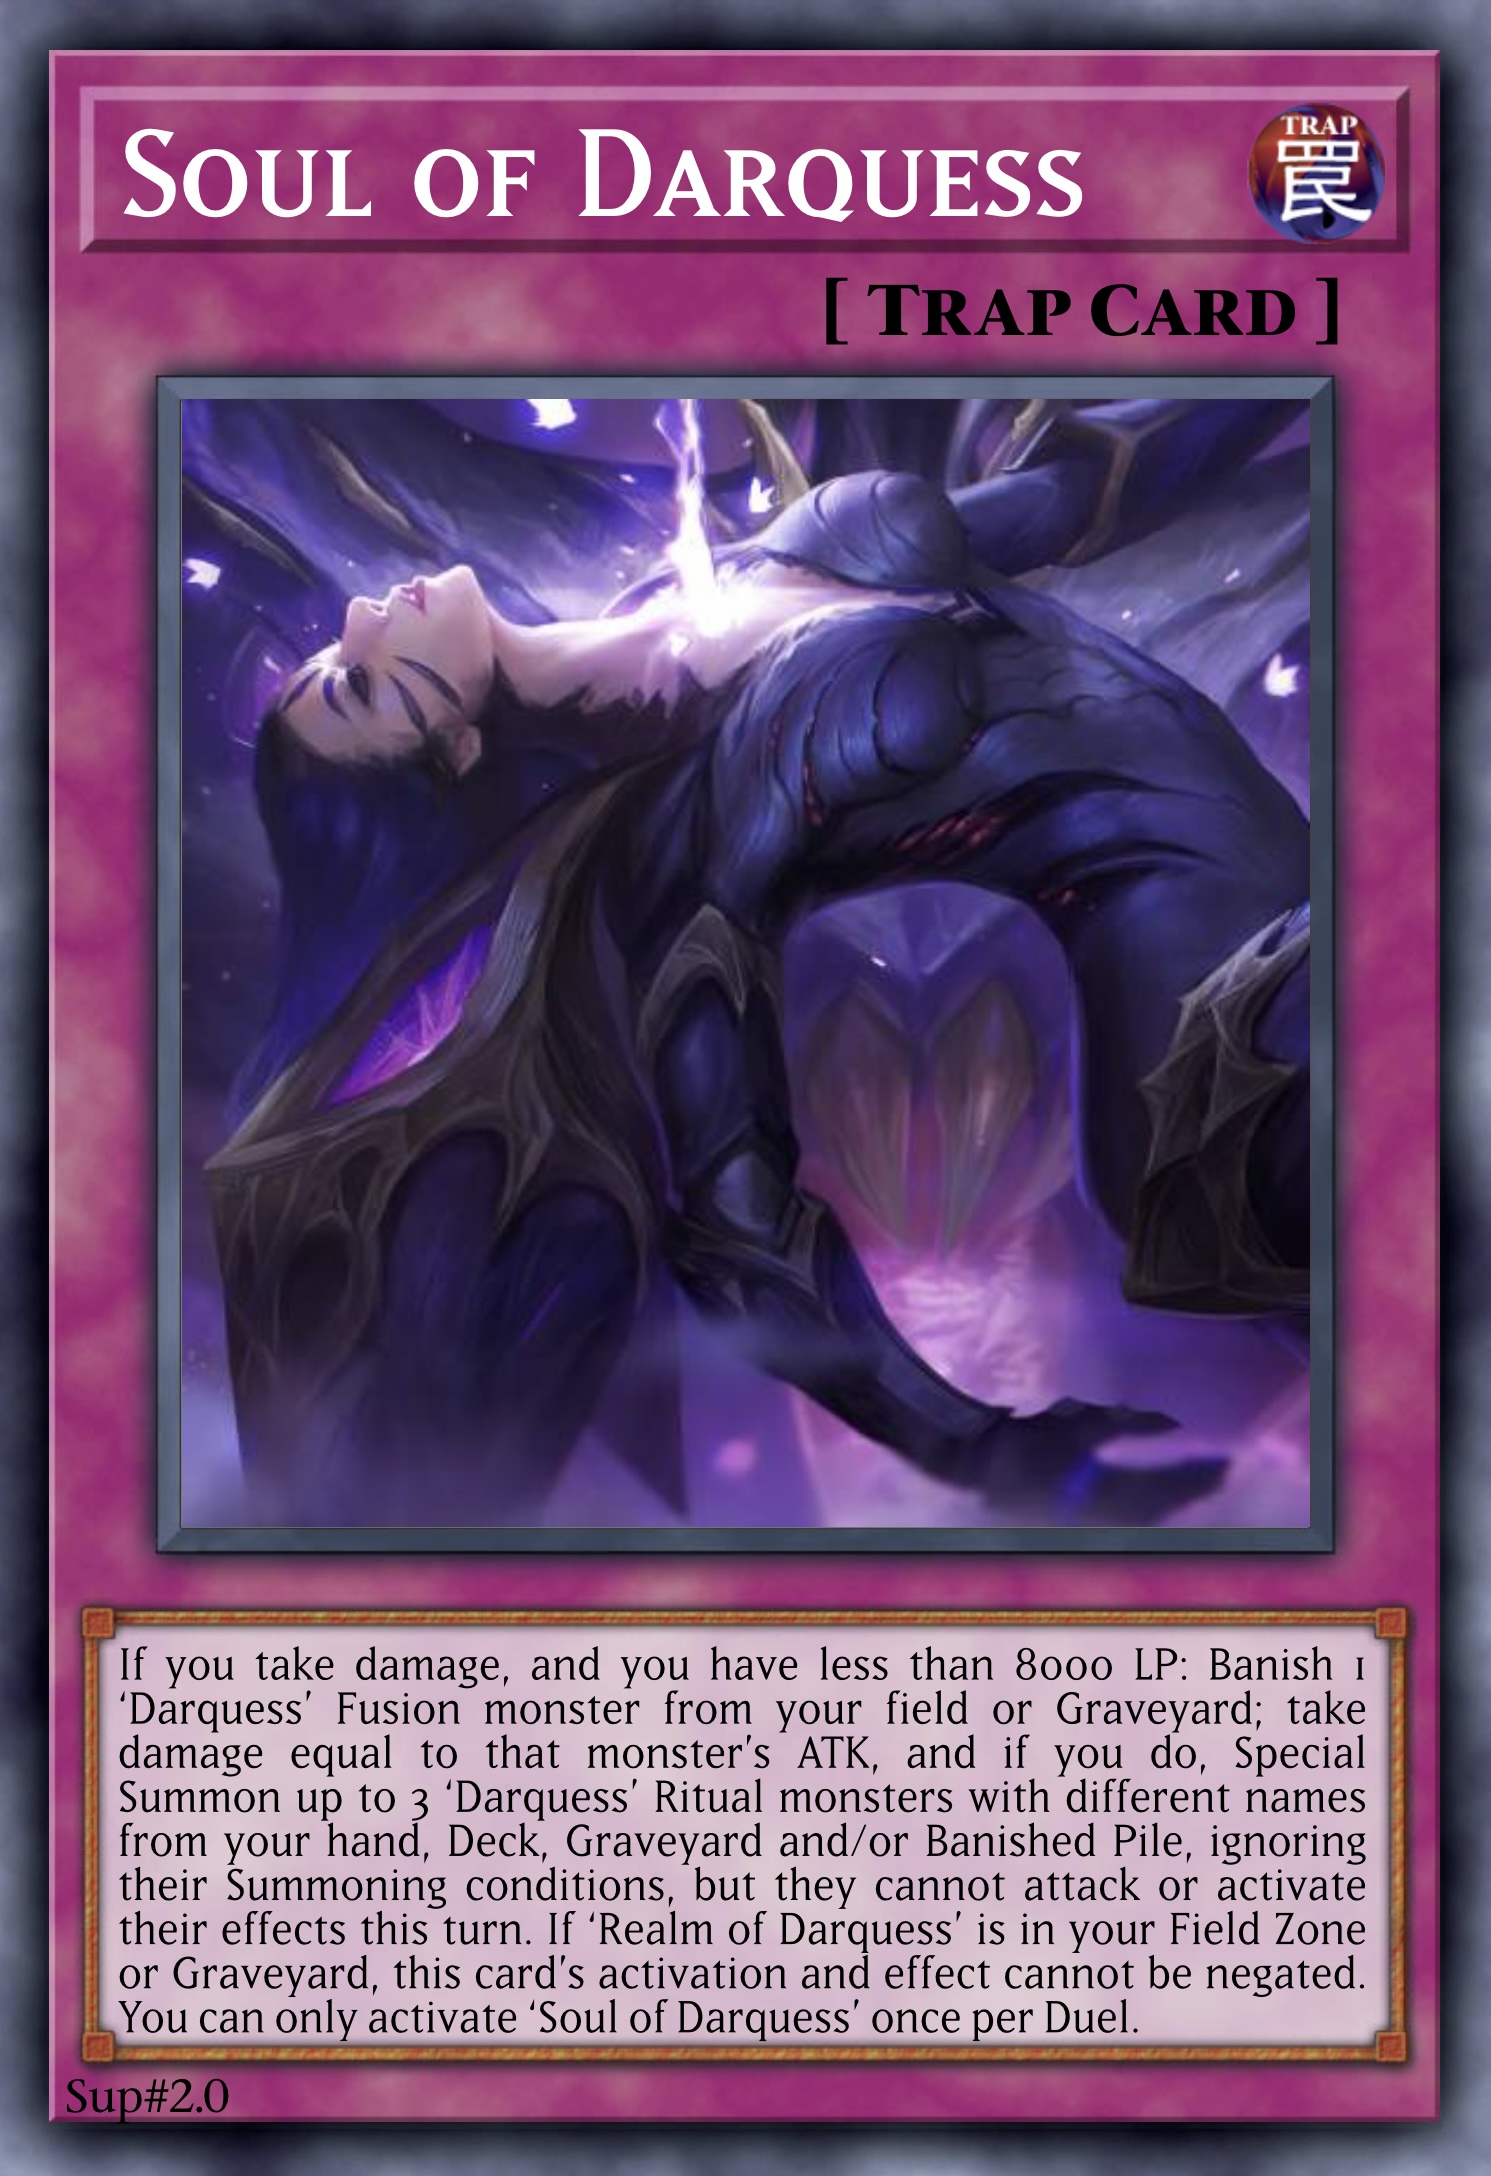 Soul of Darquess
TRAP
罠
[ Trap Card ]
If you take damage, and you have less than 8000 LP: Banish 1
‘Darquess’ Fusion monster from your field or Graveyard; take
damage equal to that monster's ATK, and if you do, Special
Summon up to 3 ‘Darquess’ Ritual monsters with different names
from your hand, Deck, Graveyard and/or Banished Pile, ignoring
their Summoning conditions, but they cannot attack or activate
their effects this turn. If ‘Realm of Darquess’ is in your Field Zone
or Graveyard, this card's activation and effect cannot be negated.
You can only activate ‘Soul of Darquess’ once per Duel.
Sup#2.0